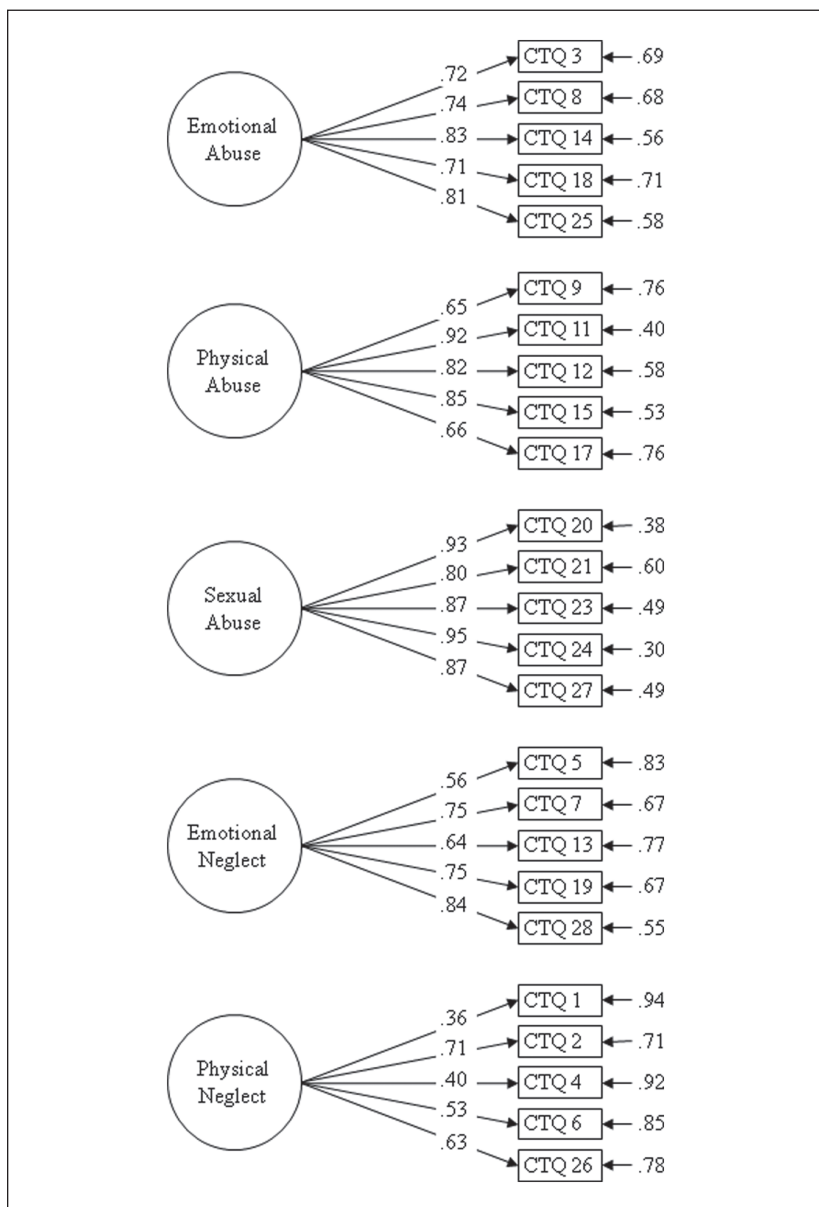 CTQ 3 .69
.72
CTQ 8 .68
.74
Emotional
Abuse
.83 CTQ 14 .56
.71
CTQ 18 .71
.81
CTQ 25 .58
CTQ 9 .76
.65
CTQ 11 .40
.92
Physical
Abuse
.82 CTQ 12 .58
.85
CTQ 15 .53
.66
CTQ 17 .76
CTQ 20 .38
.93
CTQ 21 .60
.80
Sexual
Abuse
.87 CTQ 23 .49
.95
CTQ 24 .30
.87
CTQ 27 .49
CTQ 5 .83
.56
CTQ 7 .67
.75
Emotional
Neglect
.64 CTQ 13 .77
.75
CTQ 19 .67
.84
CTQ 28 .55
CTQ 1 .94
.36
CTQ 2 .71
.71
Physical
Neglect
.40 CTQ 4 .92
.53
CTQ 6 .85
.63
CTQ 26 .78